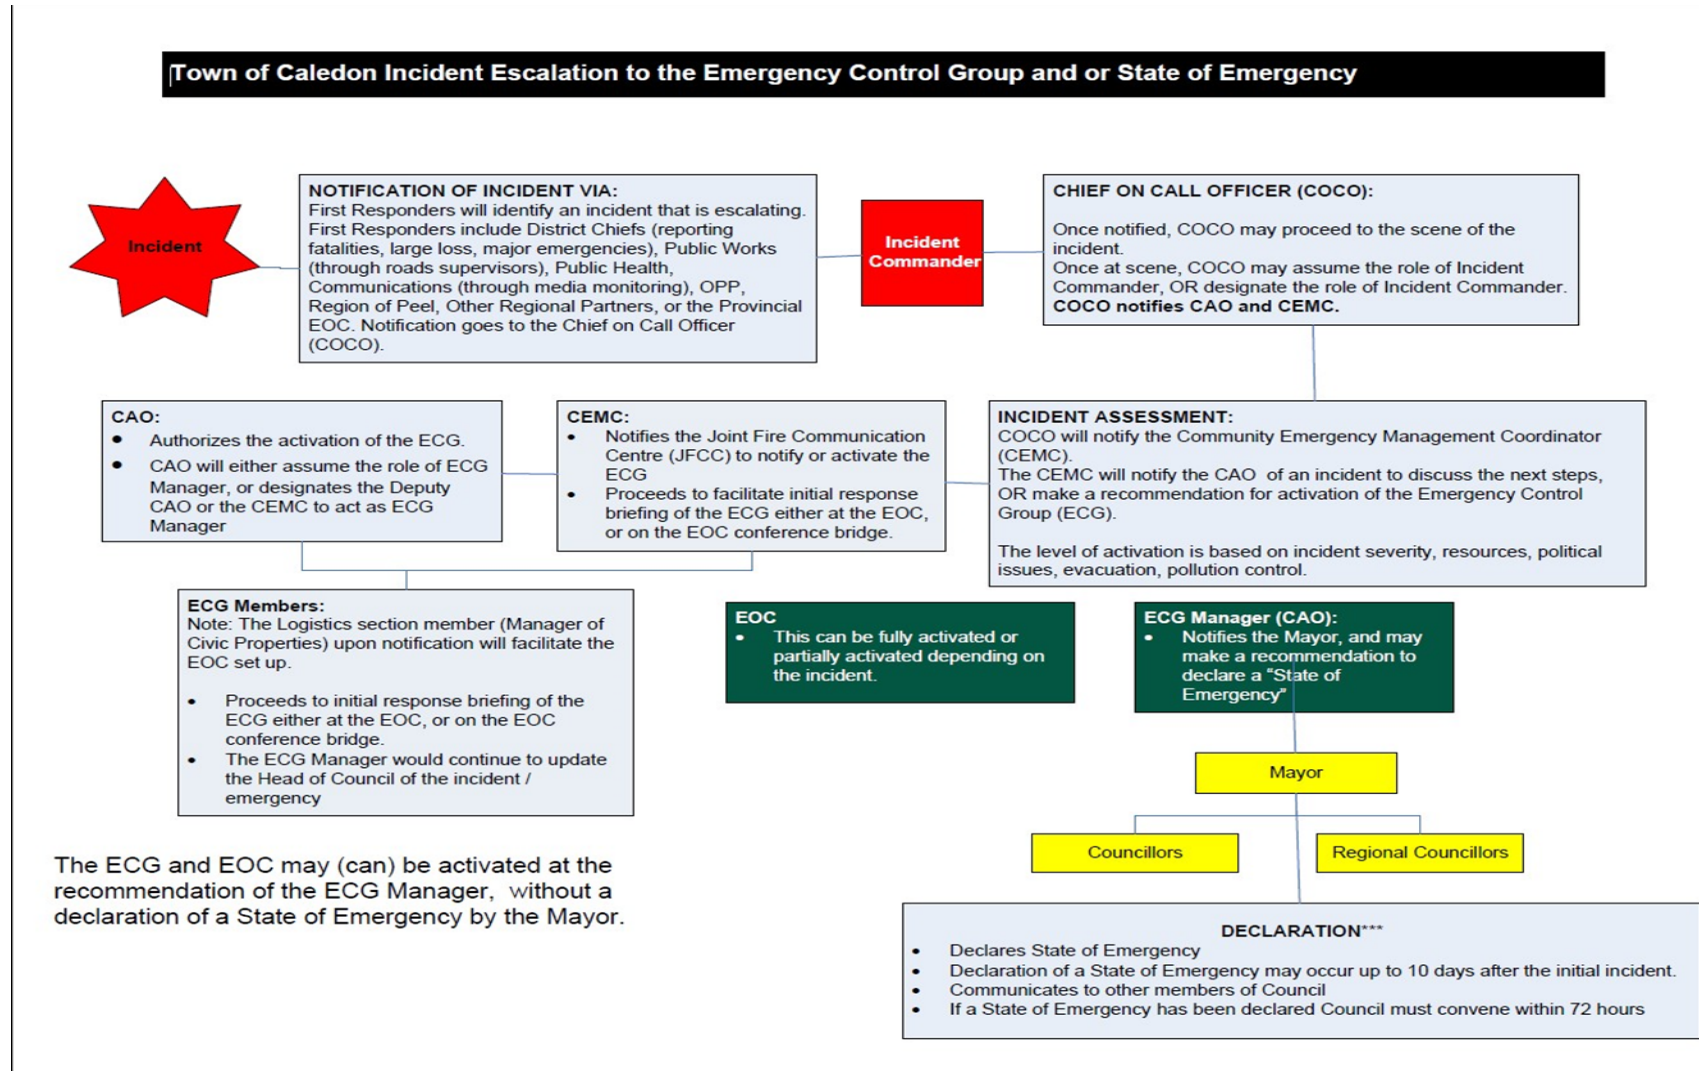 Town of Caledon Incident Escalation to the Emergency Control Group and or State of Emergency
Incident
NOTIFICATION OF INCIDENT VIA:
First Responders will identify an incident that is escalating.
First Responders include District Chiefs (reporting
fatalities, large loss, major emergencies), Public Works
(through roads supervisors), Public Health,
Communications (through media monitoring), OPP,
Region of Peel, Other Regional Partners, or the Provincial
EOC. Notification goes to the Chief on Call Officer
(COCO).
Incident
Commander
CHIEF ON CALL OFFICER (COCO):
Once notified, COCO may proceed to the scene of the
incident.
Once at scene, COCO may assume the role of Incident
Commander, OR designate the role of Incident Commander.
COCO notifies CAO and CEMC.
CAO:
• Authorizes the activation of the ECG.
• CAO will either assume the role of ECG
Manager, or designates the Deputy
CAO or the CEMC to act as ECG
Manager
CEMC:
• Notifies the Joint Fire Communication
Centre (JFCC) to notify or activate the
ECG
• Proceeds to facilitate initial response
briefing of the ECG either at the EOC,
or on the EOC conference bridge.
INCIDENT ASSESSMENT:
COCO will notify the Community Emergency Management Coordinator
(CEMC).
The CEMC will notify the CAO of an incident to discuss the next steps,
OR make a recommendation for activation of the Emergency Control
Group (ECG).
The level of activation is based on incident severity, resources, political
issues, evacuation, pollution control.
ECG Members:
Note: The Logistics section member (Manager of
Civic Properties) upon notification will facilitate the
EOC set up.
• Proceeds to initial response briefing of the
ECG either at the EOC, or on the EOC
conference bridge.
• The ECG Manager would continue to update
the Head of Council of the incident /
emergency
EOC
• This can be fully activated or
partially activated depending on
the incident.
ECG Manager (CAO):
• Notifies the Mayor, and may
make a recommendation to
declare a “State of
Emergency”
Mayor
Councillors
Regional Councillors
The ECG and EOC may (can) be activated at the
recommendation of the ECG Manager, without a
declaration of a State of Emergency by the Mayor.
DECLARATION***
• Declares State of Emergency
• Declaration of a State of Emergency may occur up to 10 days after the initial incident.
• Communicates to other members of Council
• If a State of Emergency has been declared Council must convene within 72 hours